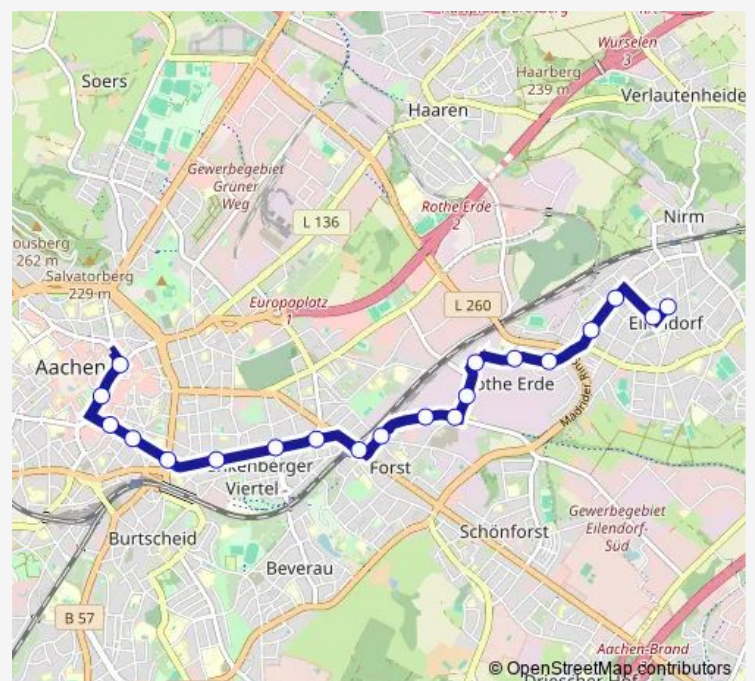 Soers
Haaren
Haarberg
239 m
Würselen
3
Verlautenheide
Gewerbegebiet
Grüner
Weg
L 136
Rothe Erde
2
Nirm
262 m
Salvatorberg
229 m
Europaplatz
1
L 260
Eilendorf
Aachen
othe Erde
Madrider Ring
Viertel
Forst
Burtscheid
Schönforst
Gewerbegebiet
Eilendorf-
Süd
Beverau
B 57
Aachen-Brand
© OpenStreetMap contributors